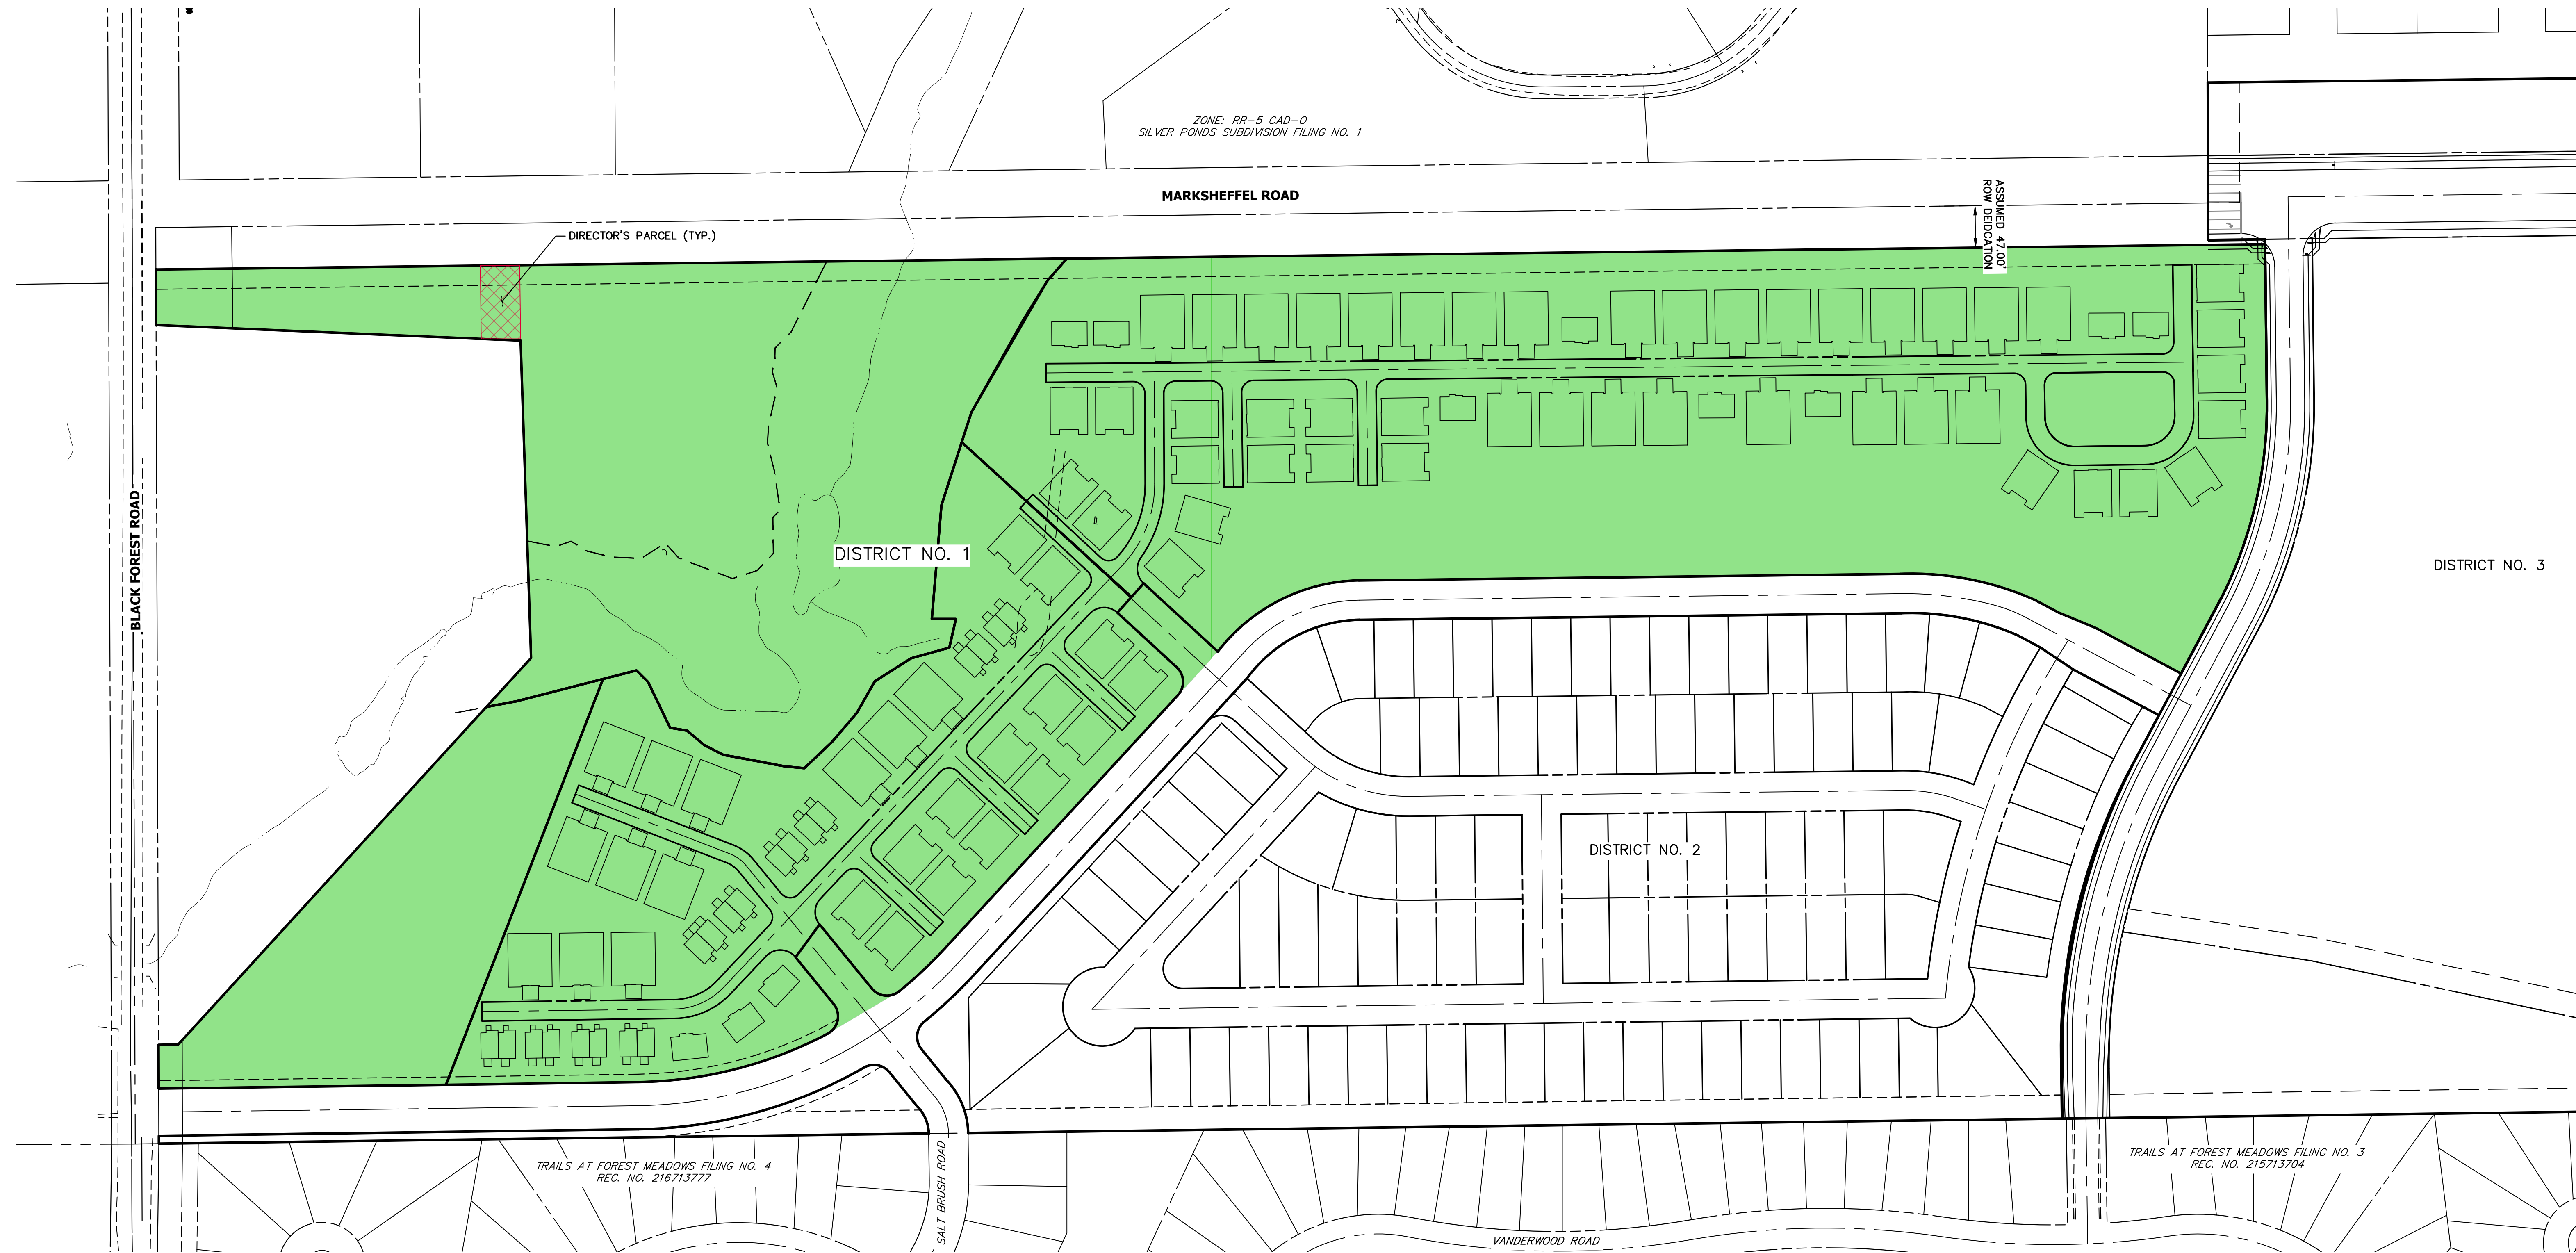 ZONE: RR-5 CAD-O
SILVER PONDS SUBDIVISION FILING NO. 1
MARKSHEFFEL ROAD
ASSUMED 47.00'
ROW DEIDCATION
DIRECTOR'S PARCEL (TYP.)
BLACK FOREST ROAD
DISTRICT NO. 1
DISTRICT NO. 3
DISTRICT NO. 2
TRAILS AT FOREST MEADOWS FILING NO. 4
REC. NO. 216713777
SALT BRUSH ROAD
TRAILS AT FOREST MEADOWS FILING NO. 3
REC. NO. 215713704
VANDERWOOD ROAD